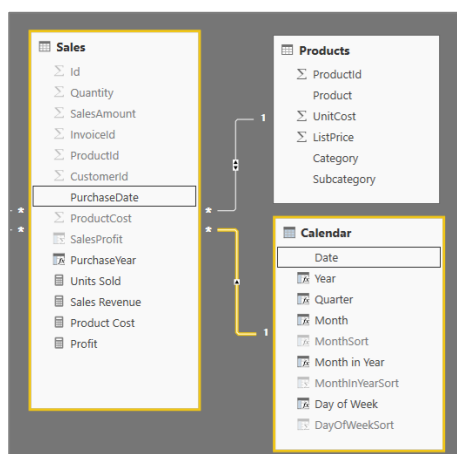 Sales
Id
Quantity
SalesAmount
InvoiceId
ProductId
CustomerId
PurchaseDate
ProductCost
SalesProfit
PurchaseYear
Units Sold
Sales Revenue
Product Cost
Profit
*
*
*
*
1
1
Products
ProductId
Product
UnitCost
ListPrice
Category
Subcategory
Calendar
Date
Year
Quarter
Month
MonthSort
Month in Year
MonthInYearSort
Day of Week
DayOfWeekSort